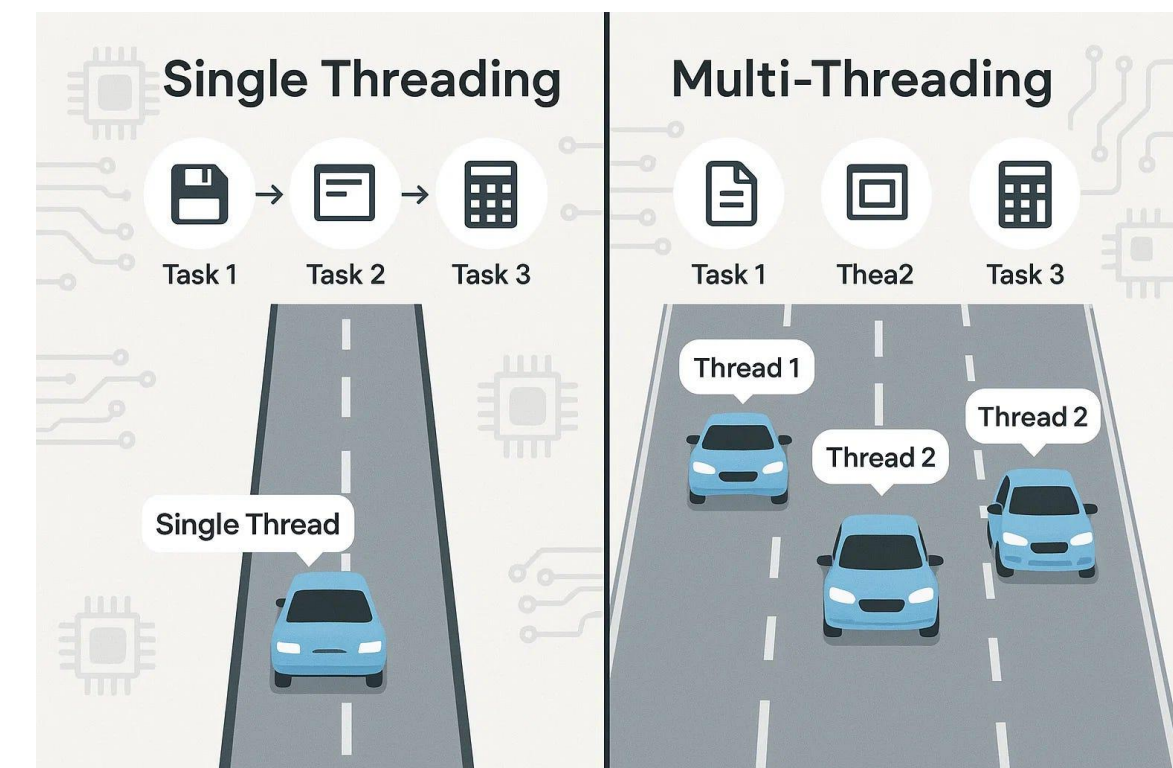 Single Threading
Task 1
Task 2
Task 3
Single Thread
Multi-Threading
Task 1
Thea2
Task 3
Thread 1
Thread 2
Thread 2